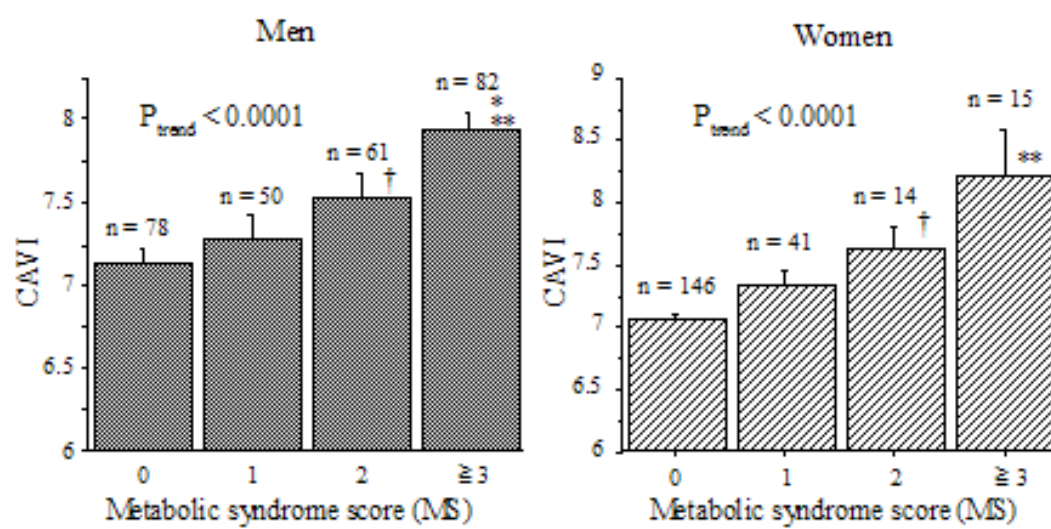 Men
P trend < 0.0001
n = 78
n = 50
n = 61
†
n = 82
*
**
CAVI
8
7.5
7
6.5
6
0 1 2 ≧3
Metabolic syndrome score (MS)
Women
P trend < 0.0001
n = 146
n = 41
n = 14
†
n = 15
**
CAVI
9
8.5
8
7.5
7
6.5
6
0 1 2 ≧3
Metabolic syndrome score (MS)